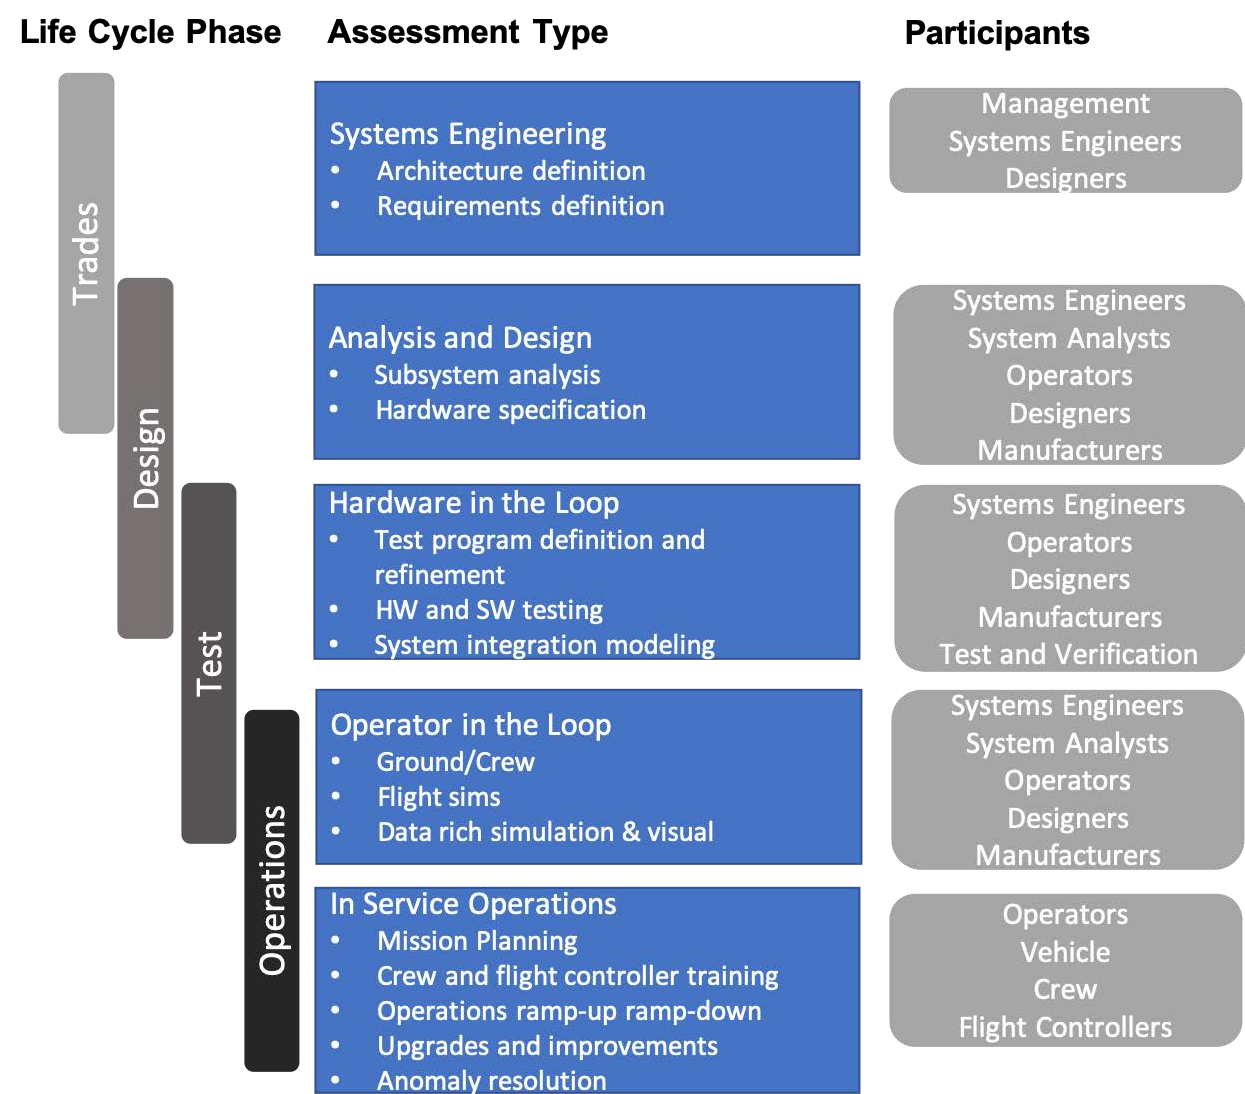 Life Cycle Phase
Assessment Type
Participants
Trades
Design
Test
Operations
Systems Engineering
• Architecture definition
• Requirements definition
Management
Systems Engineers
Designers
Analysis and Design
• Subsystem analysis
• Hardware specification
Systems Engineers
System Analysts
Operators
Designers
Manufacturers
Hardware in the Loop
• Test program definition and
refinement
• HW and SW testing
• System integration modeling
Systems Engineers
Operators
Designers
Manufacturers
Test and Verification
Operator in the Loop
• Ground/Crew
• Flight sims
• Data rich simulation & visual
Systems Engineers
System Analysts
Operators
Designers
Manufacturers
In Service Operations
• Mission Planning
• Crew and flight controller training
• Operations ramp-up ramp-down
• Upgrades and improvements
• Anomaly resolution
Operators
Vehicle
Crew
Flight Controllers